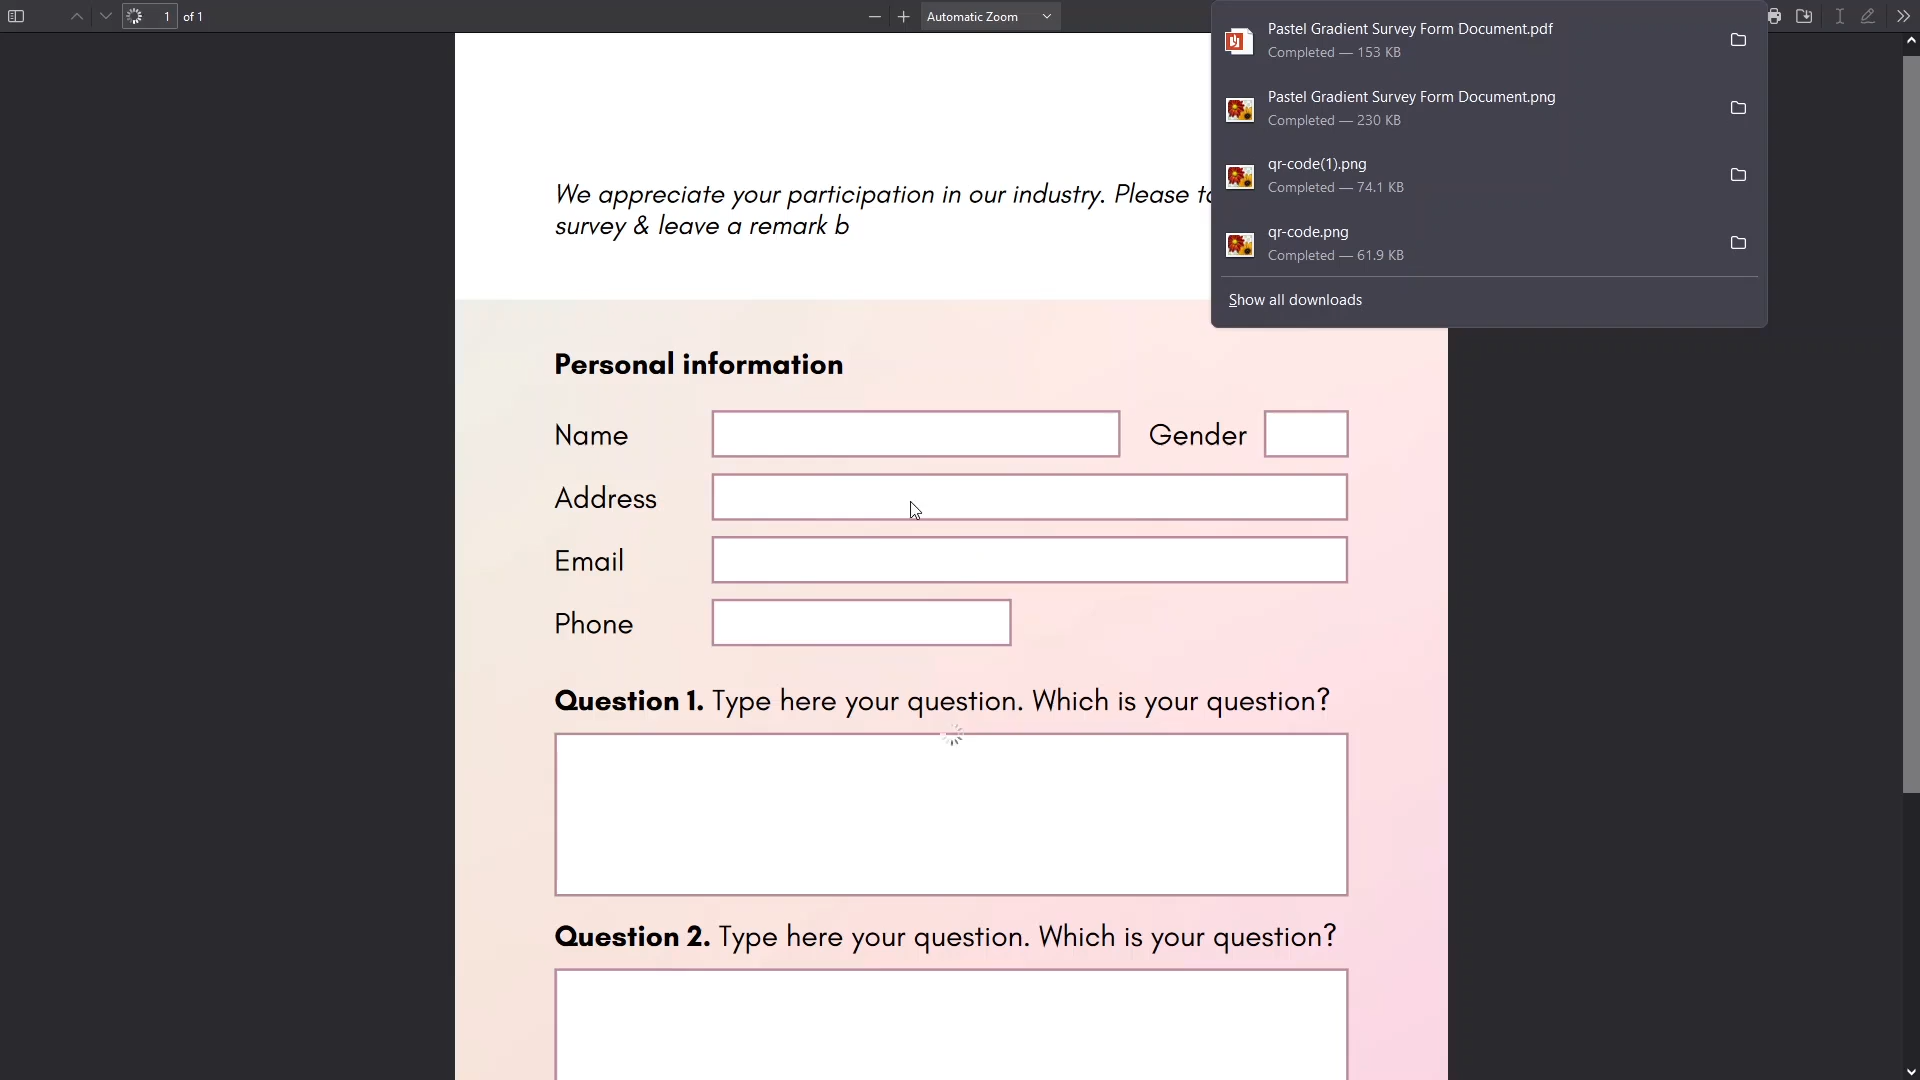 1 of 1
Automatic Zoom
Pastel Gradient Survey Form Document.pdf
Completed — 153 KB
Pastel Gradient Survey Form Document.png
Completed — 230 KB
qr-code(1).png
Completed — 74.1 KB
qr-code.png
Completed — 61.9 KB
Show all downloads
We appreciate your participation in our industry. Please
survey & leave a remark b
Personal information
Name
Gender
Address
Email
Phone
Question 1. Type here your question. Which is your question?
Question 2. Type here your question. Which is your question?